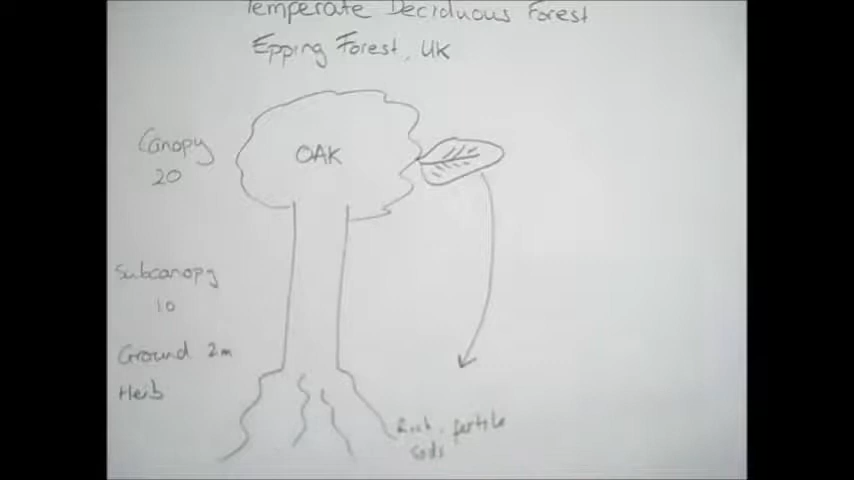 Temperate Deciduous Forest
Epping Forest, UK
Canopy
20
OAK
Subcanopy
10
Ground 2m
Herb
Rich, fertile
soils